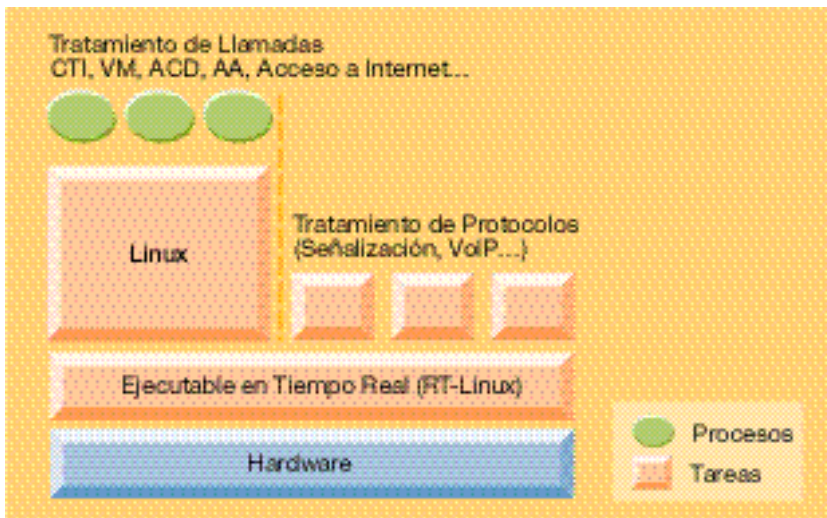 Tratamiento de Llamadas
CTI, VM, ACD, AA, Acceso a Internet...
Linux
Tratamiento de Protocolos
(Señalización, VoIP...)
Ejecutable en Tiempo Real (RT-Linux)
Hardware
Procesos
Tareas